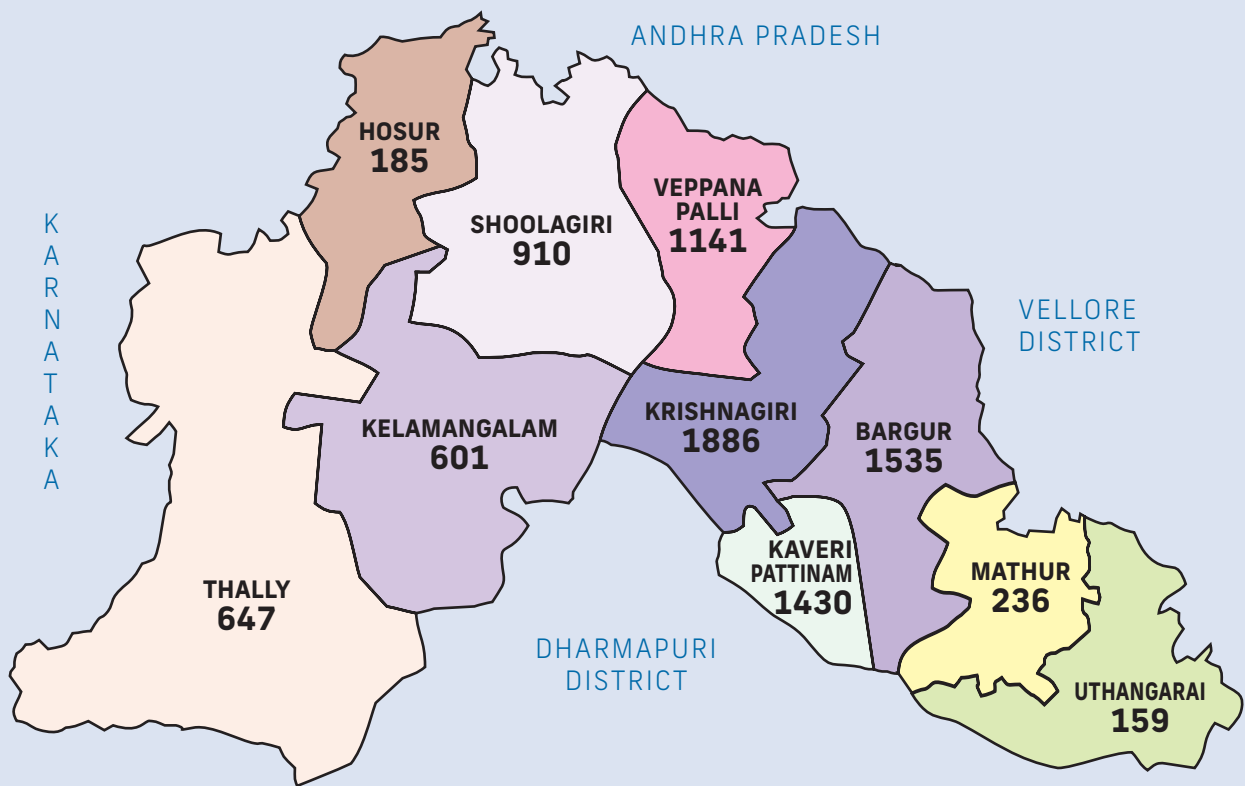 ANDHRA PRADESH
HOSUR
185
VEPPANA
PALLI
1141
SHOOLAGIRI
910
KARNATAKA
VELLORE
DISTRICT
KRISHNAGIRI
1886
KELAMANGALAM
601
BARGUR
1535
KAVERI
PATTINAM
1430
MATHUR
236
THALLY
647
DHARMAPURI
DISTRICT
UTHANGARAI
159